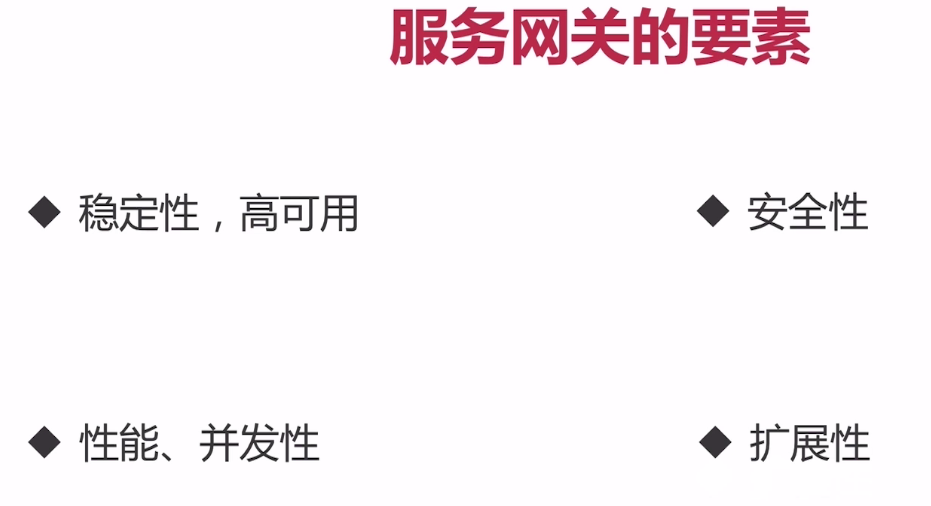 服务网关的要素
◆ 稳定性，高可用
◆ 安全性
◆ 性能、并发性
◆ 扩展性